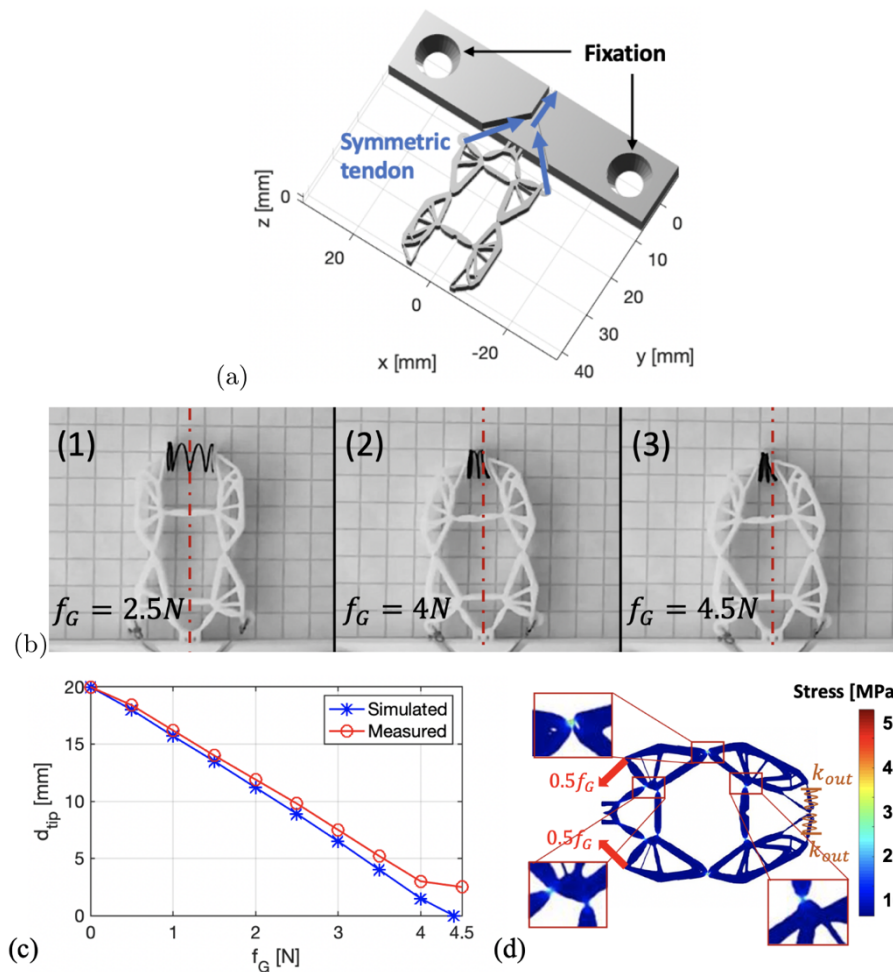 Fixation
Symmetric
tendon
z [mm]
0
20
0
-20
x [mm]
0
10
20
30
40
y [mm]
(a)
(1)
(2)
(3)
f_G = 2.5N
f_G = 4N
f_G = 4.5N
(b)
20
15
10
5
0
d_tip [mm]
Simulated
Measured
0
1
2
3
4
4.5
f_G [N]
(c)
Stress [MPa
5
4
3
2
1
0.5f_G
0.5f_G
k_out
k_out
(d)